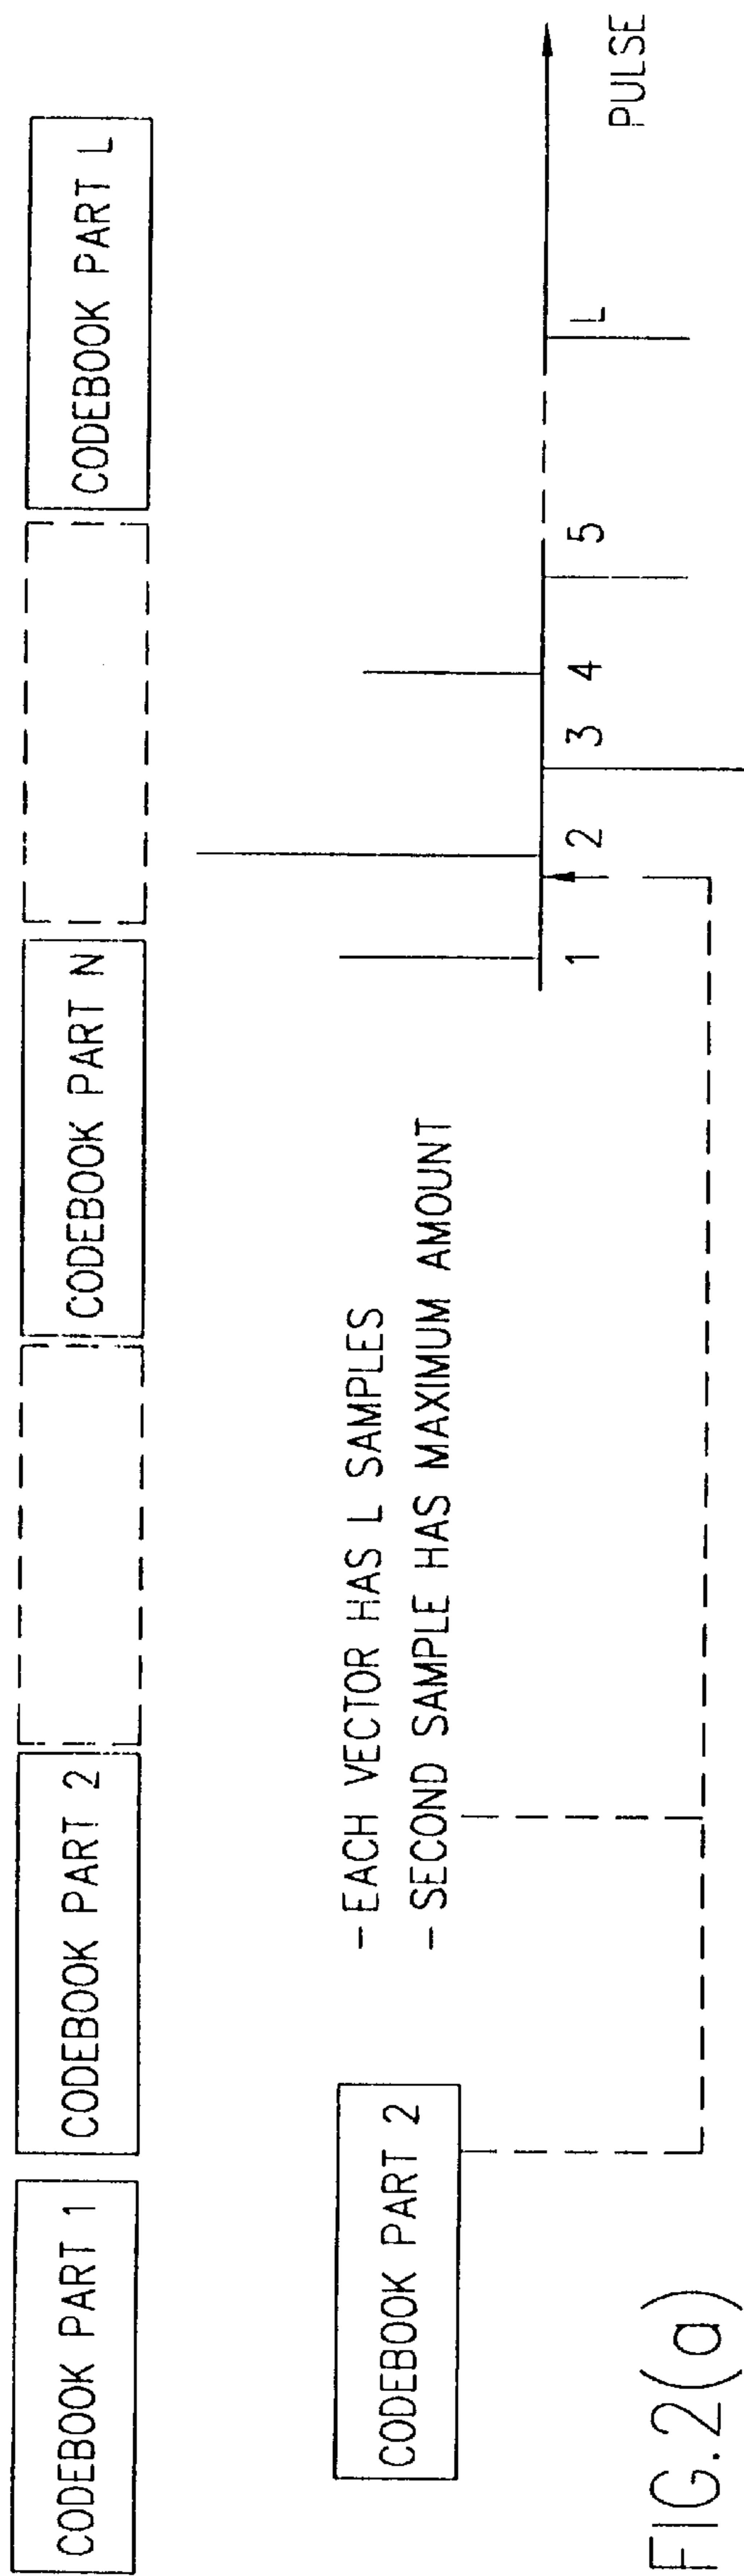 CODEBOOK PART 1
CODEBOOK PART 2
CODEBOOK PART N
CODEBOOK PART L
CODEBOOK PART 2
- EACH VECTOR HAS L SAMPLES
- SECOND SAMPLE HAS MAXIMUM AMOUNT
1 2 3 4 5 L
PULSE
FIG.2(a)